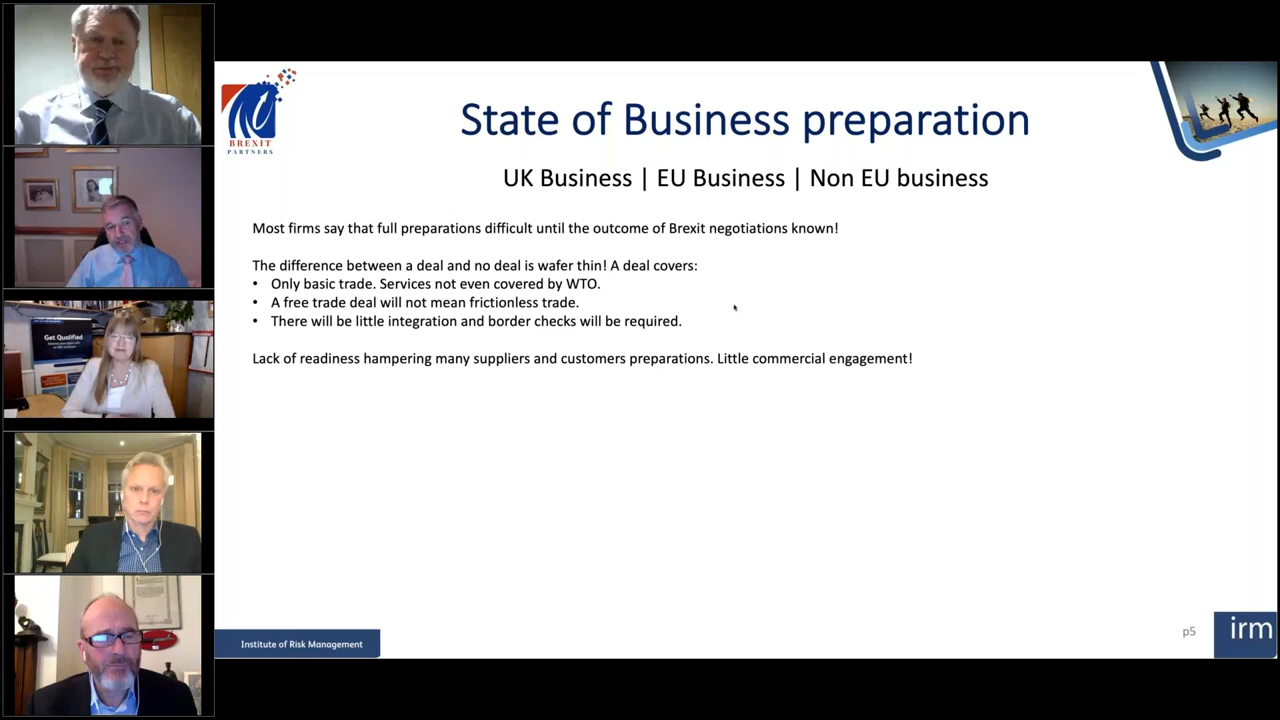 BREXIT
PARTNERS
State of Business preparation
UK Business | EU Business | Non EU business
Most firms say that full preparations difficult until the outcome of Brexit negotiations known!
The difference between a deal and no deal is wafer thin! A deal covers:
• Only basic trade. Services not even covered by WTO.
• A free trade deal will not mean frictionless trade.
• There will be little integration and border checks will be required.
Lack of readiness hampering many suppliers and customers preparations. Little commercial engagement!
Get Qualified
Institute of Risk Management
p5
irm